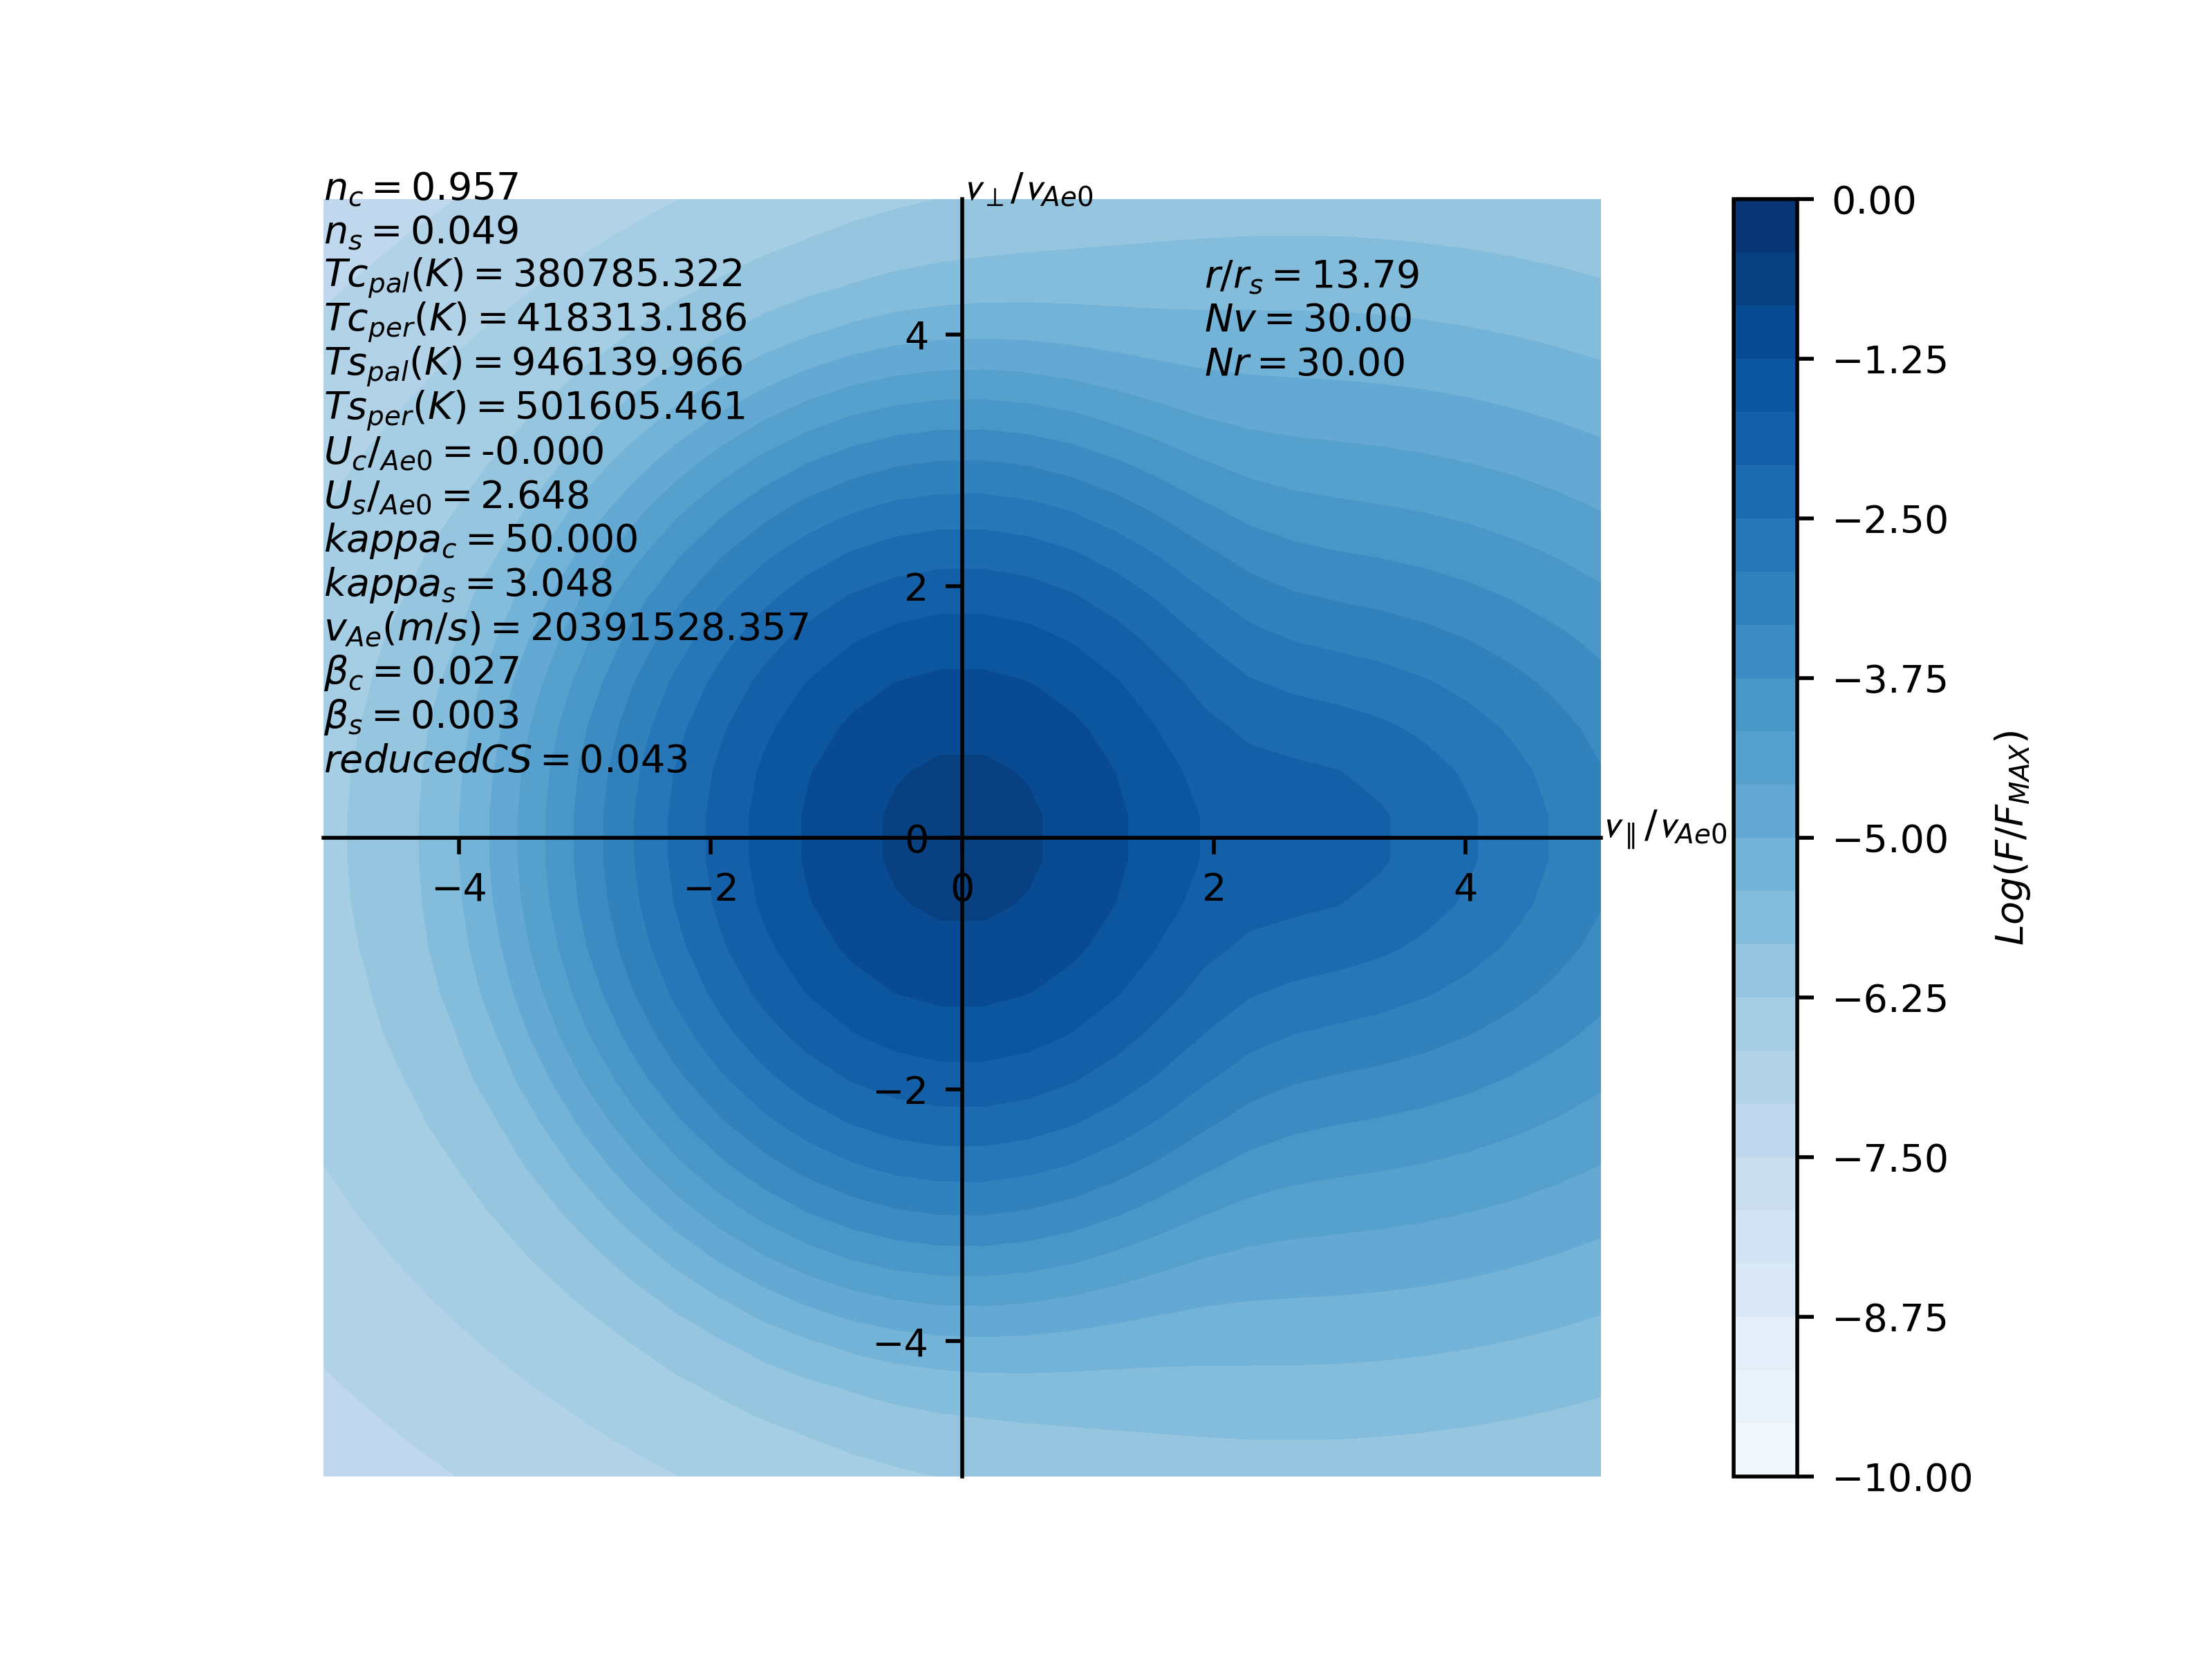 n_c = 0.957
n_s = 0.049
Tc_pal(K) = 380785.322
Tc_per(K) = 418313.186
Ts_pal(K) = 946139.966
Ts_per(K) = 501605.461
U_c/_Ae0 = -0.000
U_s/_Ae0 = 2.648
kappa_c = 50.000
kappa_s = 3.048
v_Ae(m/s) = 20391528.357
β_c = 0.027
β_s = 0.003
reducedCS = 0.043
v_⊥/v_Ae0
r/r_s = 13.79
Nv = 30.00
Nr = 30.00
4
2
0
−2
−4
−4
−2
0
2
4
v_∥/v_Ae0
0.00
−1.25
−2.50
−3.75
−5.00
−6.25
−7.50
−8.75
−10.00
Log(F/F_MAX)